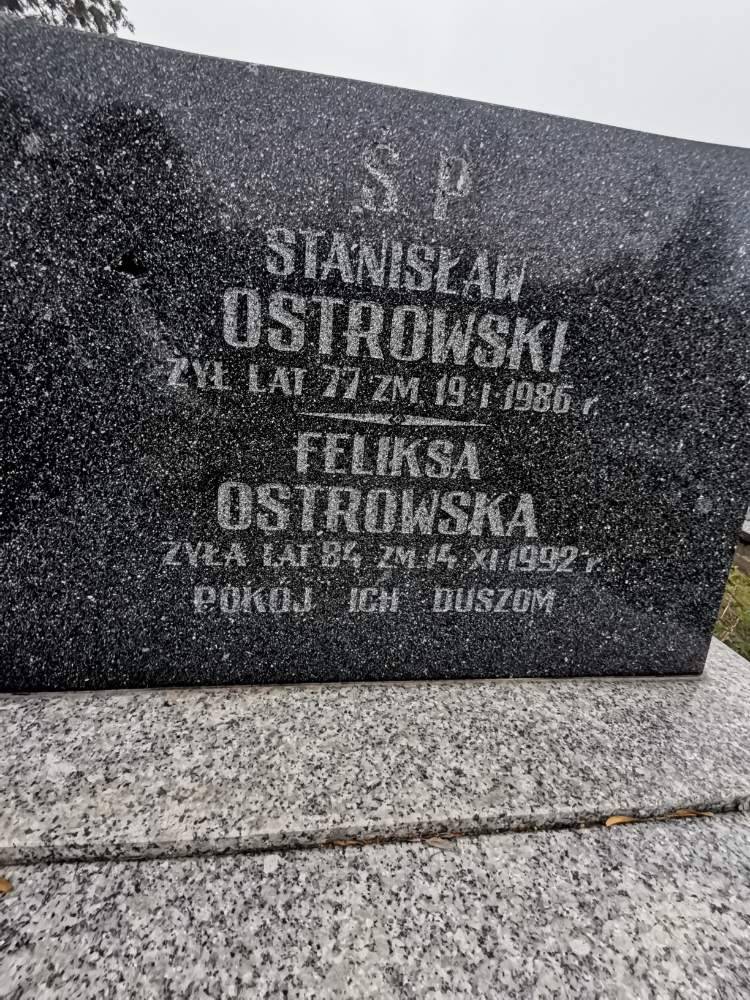 Ś P
STANISŁAW
OSTROWSKI
ŻYŁ LAT 77 ZM. 19·I·1986 r.
FELIKSA
OSTROWSKA
ŻYŁA LAT 84 ZM. 14 XI·1992 r.
POKÓJ ICH DUSZOM